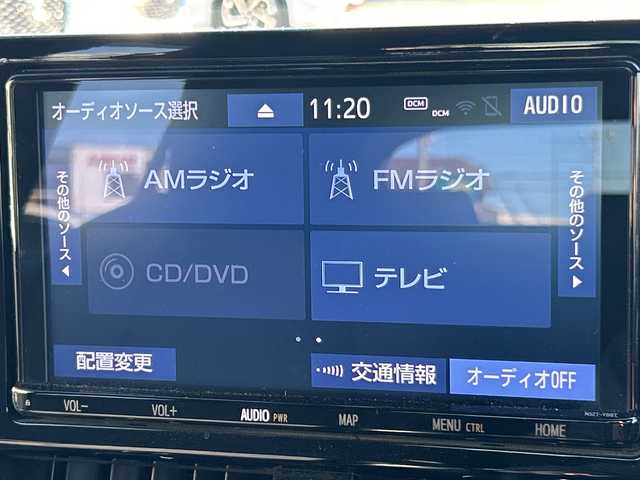 オーディオソース選択
11:20
DCM
DCM
AUDIO
その他のソース◀
AMラジオ
FMラジオ
その他のソース▶
CD/DVD
テレビ
配置変更
交通情報
オーディオOFF
VOL-
VOL+
AUDIO PWR
MAP
MENU CTRL
HOME